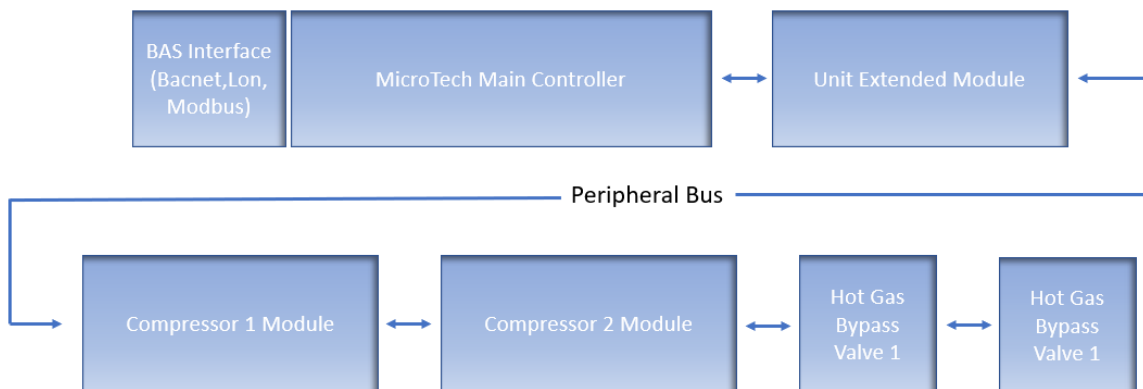 BAS Interface
(Bacnet,Lon,
Modbus)
MicroTech Main Controller
Unit Extended Module
Peripheral Bus
Compressor 1 Module
Compressor 2 Module
Hot Gas
Bypass
Valve 1
Hot Gas
Bypass
Valve 1